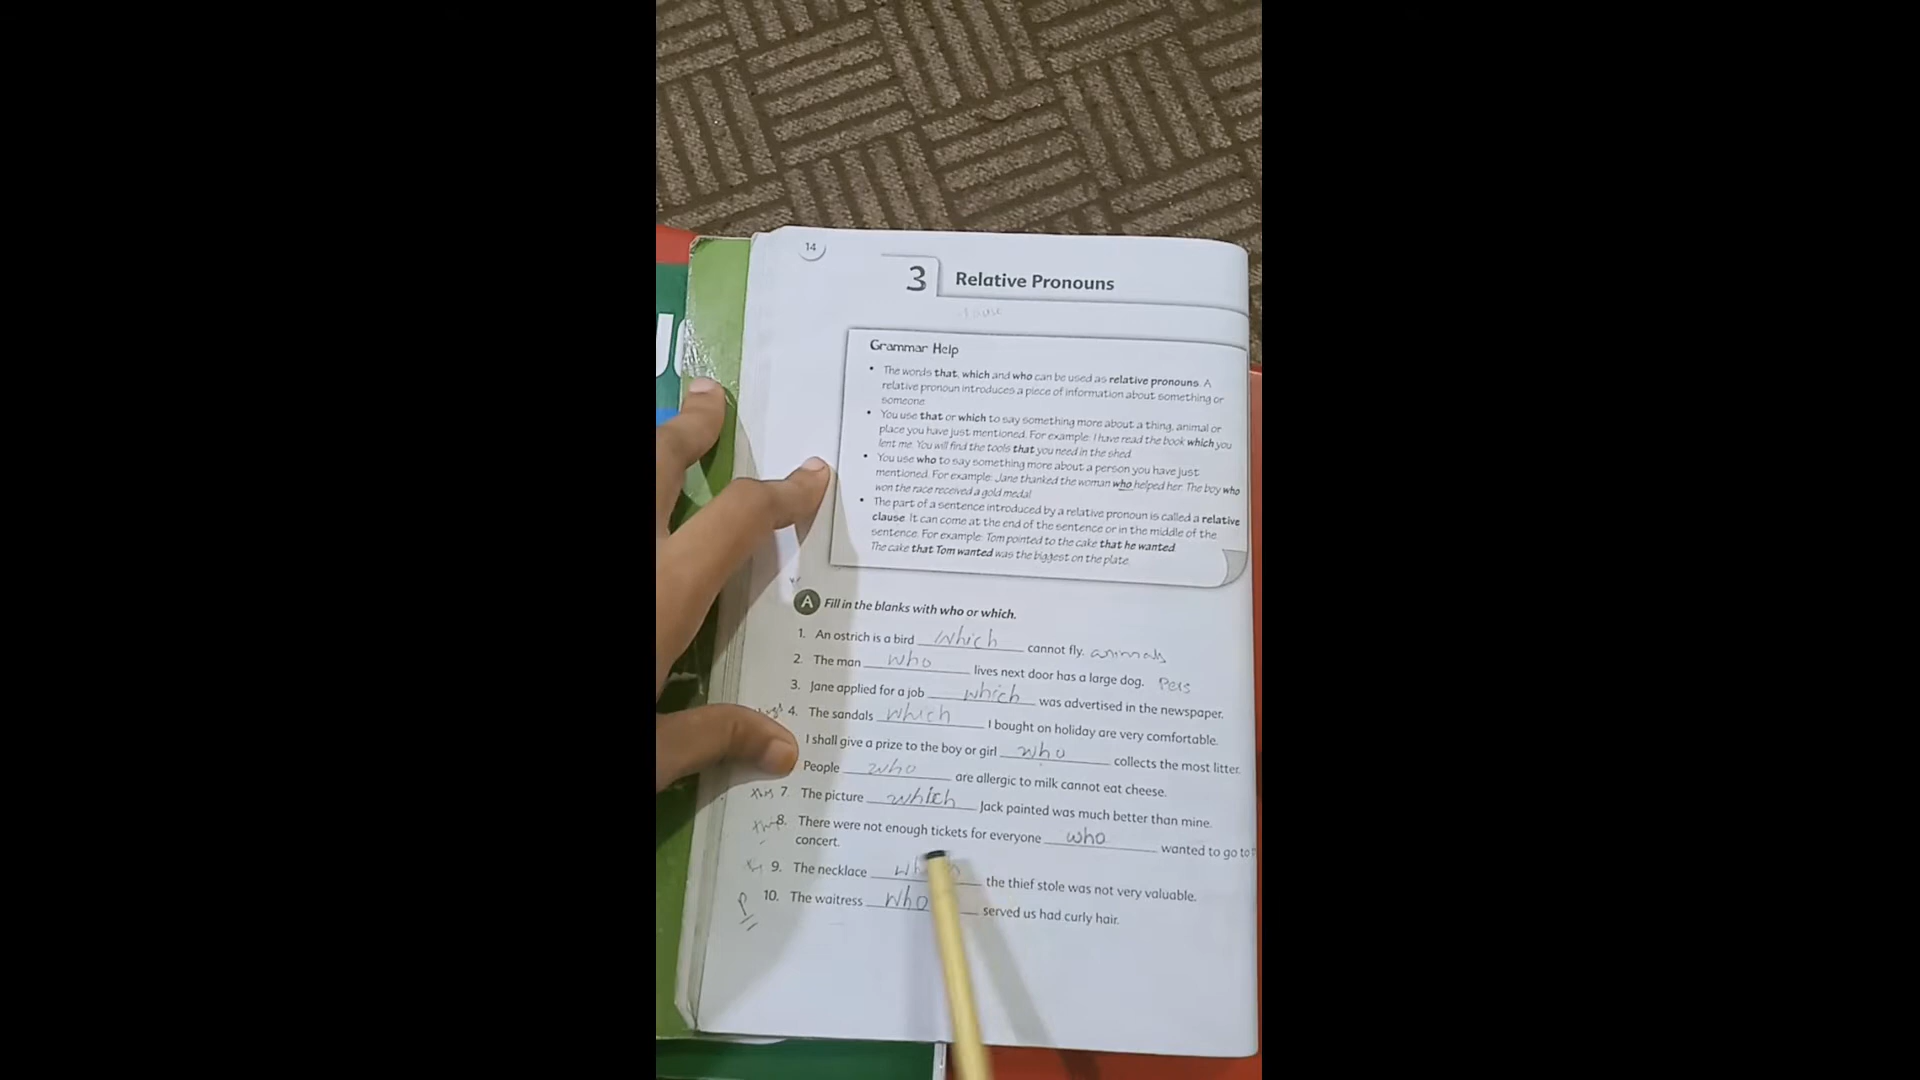 14
3 Relative Pronouns
Grammar Help
• The words that, which and who can be used as relative pronouns. A
relative pronoun introduces a piece of information about something or
someone.
• You use that or which to say something more about a thing, animal or
place you have just mentioned. For example: I have read the book which you
lent me. You will find the tools that you need in the shed.
• You use who to say something more about a person you have just
mentioned. For example: Jane thanked the woman who helped her. The boy who
won the race received a gold medal.
• The part of a sentence introduced by a relative pronoun is called a relative
clause. It can come at the end of the sentence or in the middle of the
sentence. For example: Tom pointed to the cake that he wanted.
The cake that Tom wanted was the biggest on the plate.
A Fill in the blanks with who or which.
1. An ostrich is a bird which cannot fly. animals
2. The man who lives next door has a large dog. Pers
3. Jane applied for a job which was advertised in the newspaper.
4. The sandals which I bought on holiday are very comfortable.
I shall give a prize to the boy or girl who collects the most litter.
People who are allergic to milk cannot eat cheese.
7. The picture which Jack painted was much better than mine.
8. There were not enough tickets for everyone who wanted to go to
concert.
9. The necklace the thief stole was not very valuable.
P 10. The waitress who served us had curly hair.